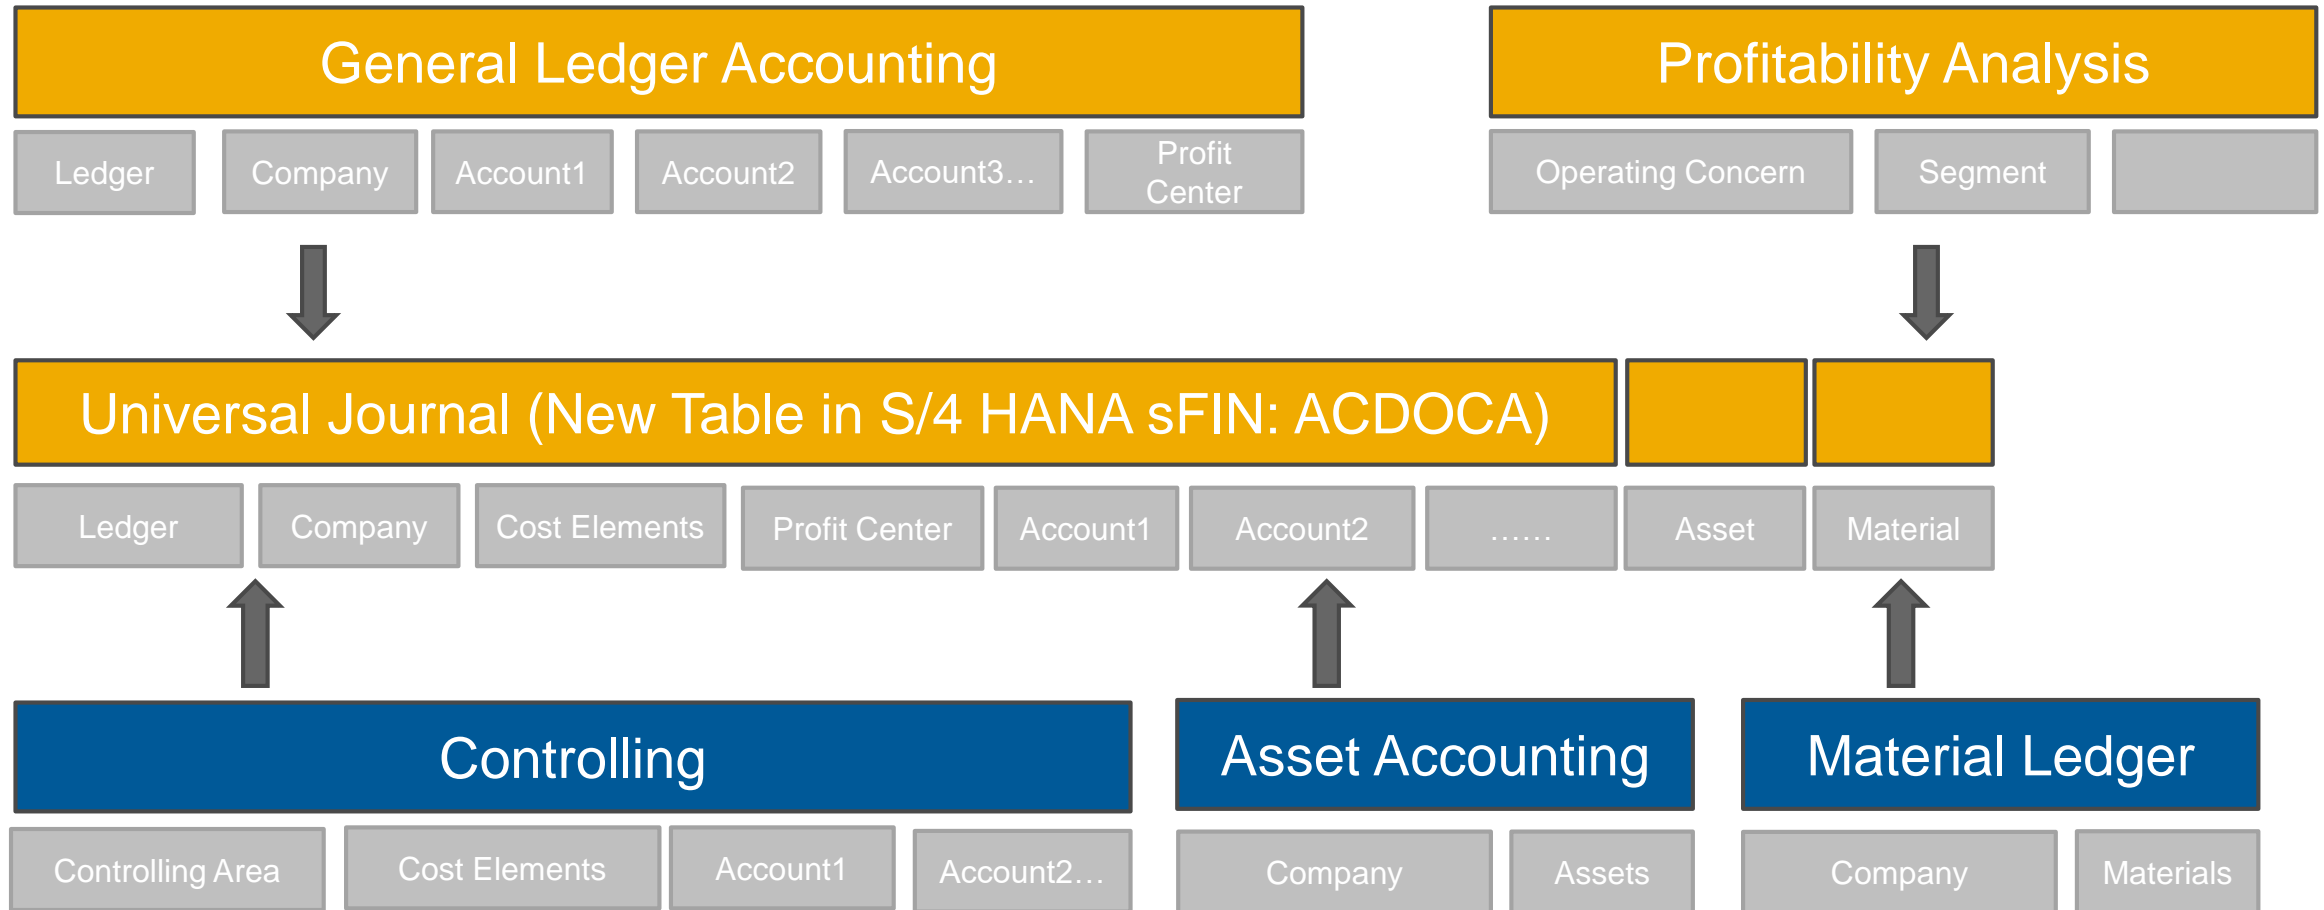 General Ledger Accounting
Profitability Analysis
Ledger
Company
Account1
Account2
Account3…
Profit
Center
Operating Concern
Segment
Universal Journal (New Table in S/4 HANA sFIN: ACDOCA)
Ledger
Company
Cost Elements
Profit Center
Account1
Account2
……
Asset
Material
Controlling
Asset Accounting
Material Ledger
Controlling Area
Cost Elements
Account1
Account2…
Company
Assets
Company
Materials